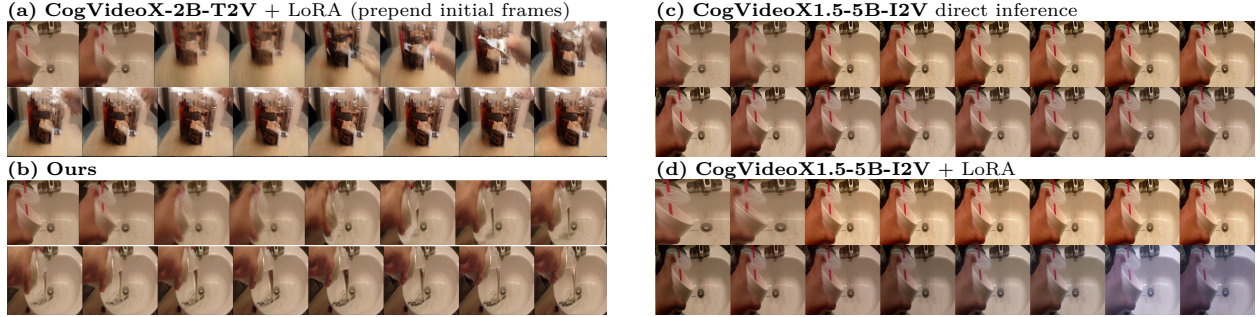 (a) CogVideoX-2B-T2V + LoRA (prepend initial frames)
(b) Ours
(c) CogVideoX1.5-5B-I2V direct inference
(d) CogVideoX1.5-5B-I2V + LoRA